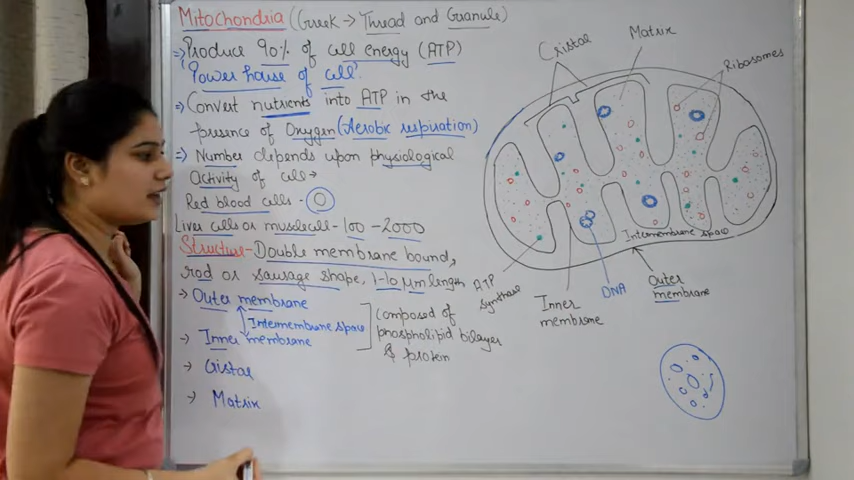 Mitochondria (Greek → Thread and Granule)
⇒ Produce 90% of cell energy (ATP)
'Power house of cell'
⇒ Convert nutrients into ATP in the
presence of Oxygen (Aerobic respiration)
⇒ Number depends upon physiological
Activity of cell →
Red blood cells -
Liver cells or muscle cells - 100 - 2000
Structure - Double membrane bound,
rod or sausage shape, 1-10 μm length
→ Outer membrane
Intermembrane space
→ Inner membrane
→ Cristae
→ Matrix
composed of
phospholipid bilayer
& protein
Cristae
Matrix
Ribosomes
Intermembrane space
ATP
synthase
Inner
membrane
DNA
Outer
membrane